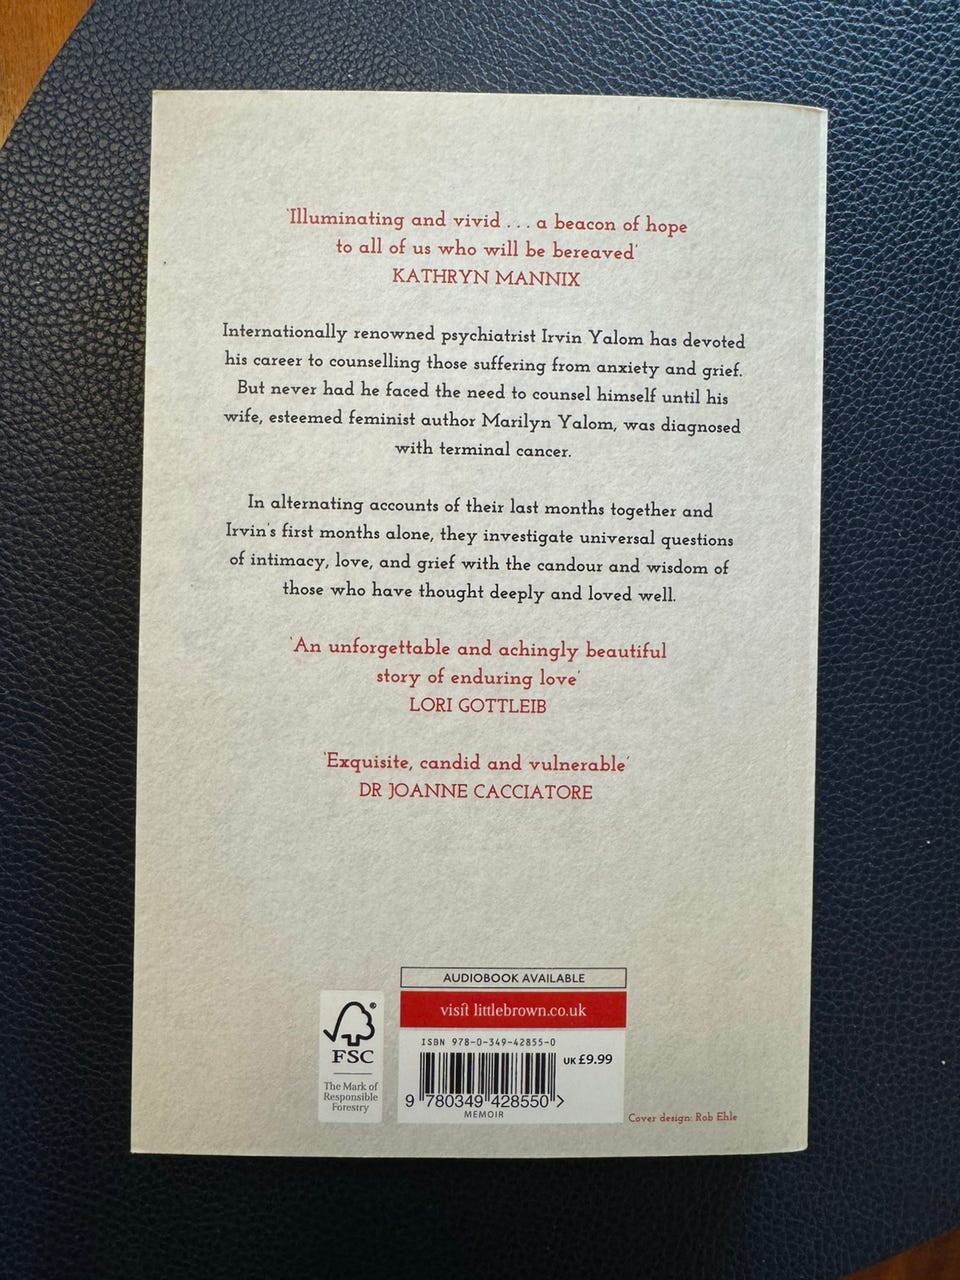 'Illuminating and vivid . . . a beacon of hope
to all of us who will be bereaved'
KATHRYN MANNIX
Internationally renowned psychiatrist Irvin Yalom has devoted
his career to counselling those suffering from anxiety and grief.
But never had he faced the need to counsel himself until his
wife, esteemed feminist author Marilyn Yalom, was diagnosed
with terminal cancer.
In alternating accounts of their last months together and
Irvin's first months alone, they investigate universal questions
of intimacy, love, and grief with the candour and wisdom of
those who have thought deeply and loved well.
'An unforgettable and achingly beautiful
story of enduring love'
LORI GOTTLEIB
'Exquisite, candid and vulnerable'
DR JOANNE CACCIATORE
AUDIOBOOK AVAILABLE
visit littlebrown.co.uk
ISBN 978-0-349-42855-0
UK £9.99
9 780349 428550 >
MEMOIR
®
FSC
The Mark of
Responsible
Forestry
Cover design: Rob Ehle